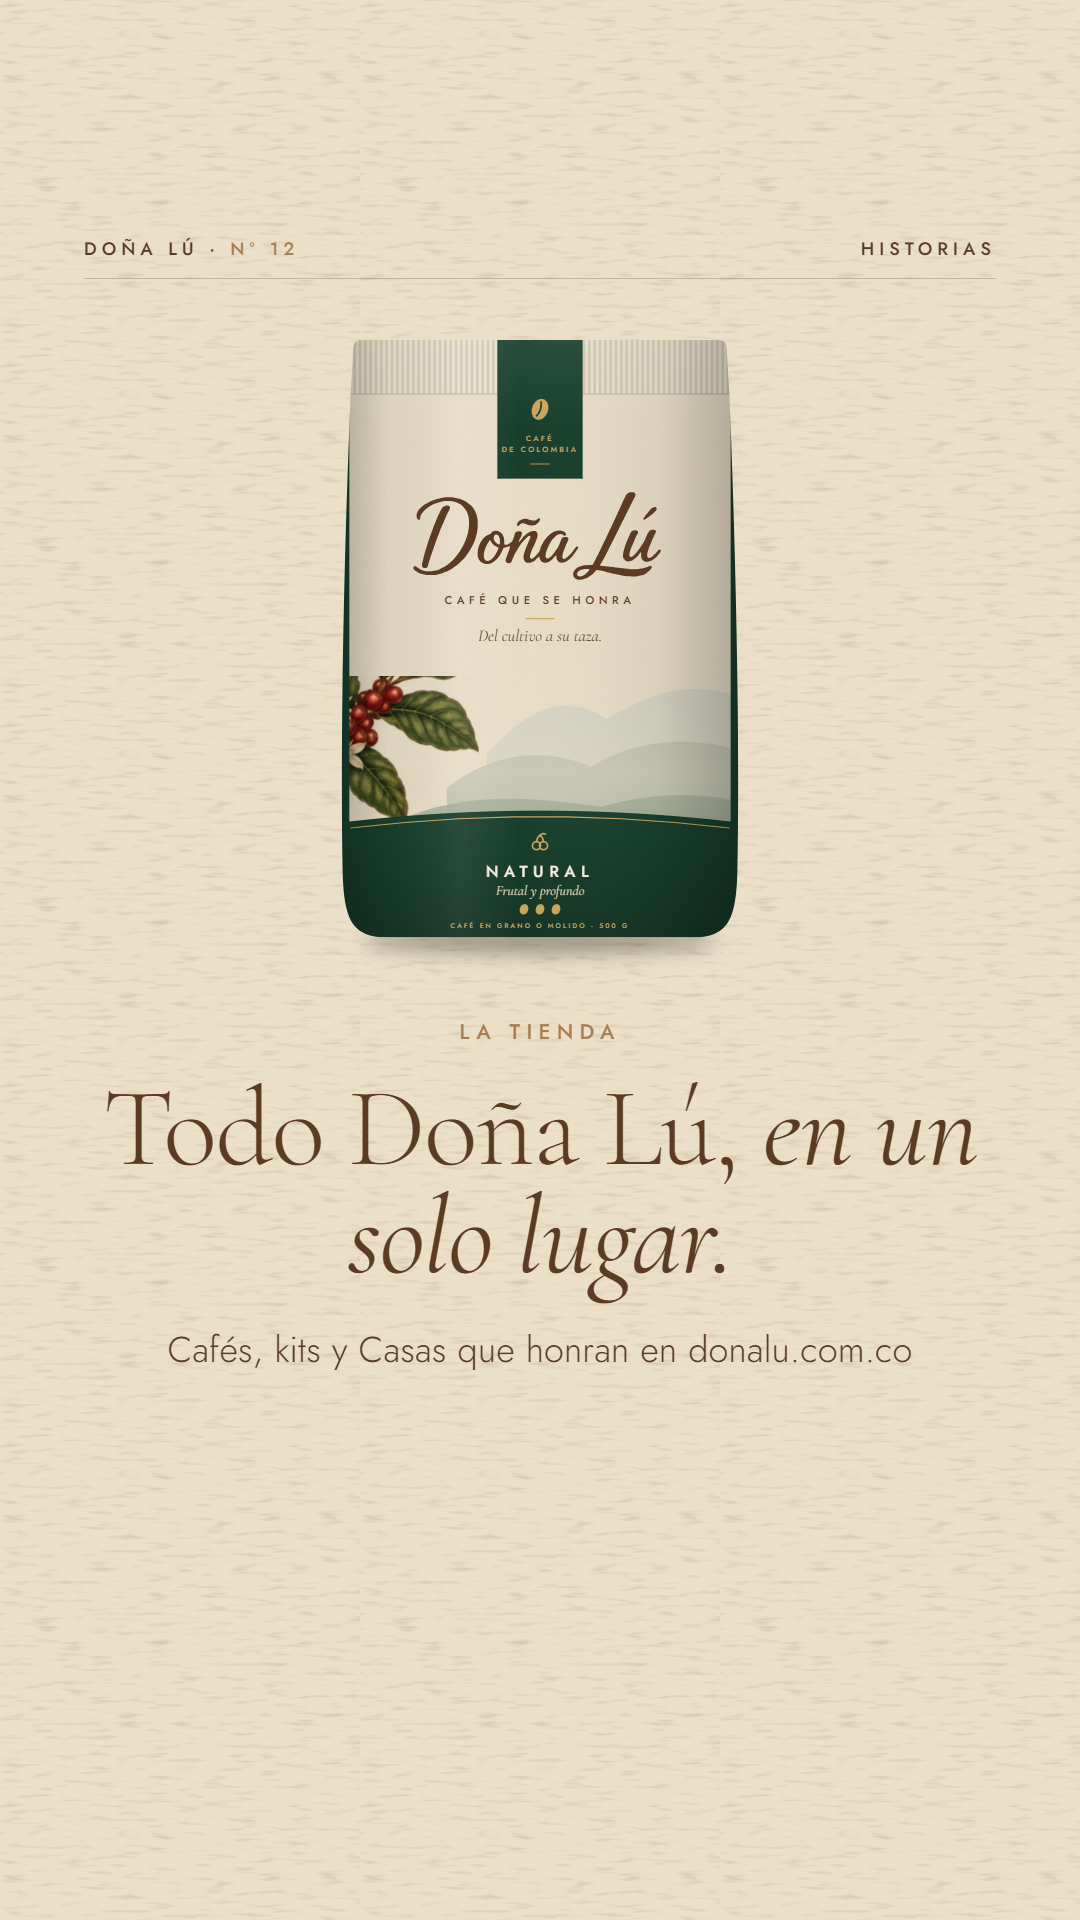 DOÑA LÚ · N° 12
HISTORIAS
CAFÉ
DE COLOMBIA
Doña Lú
CAFÉ QUE SE HONRA
Del cultivo a su taza.
NATURAL
Frutal y profundo
CAFÉ EN GRANO O MOLIDO · 500 G
LA TIENDA
Todo Doña Lú, en un
solo lugar.
Cafés, kits y Casas que honran en donalu.com.co